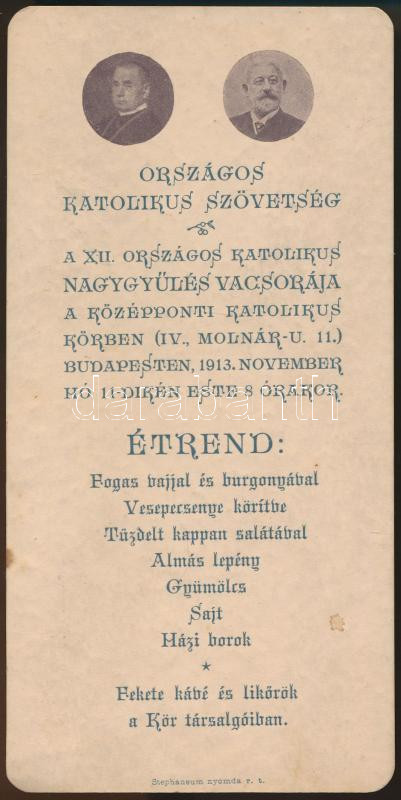 ORSZÁGOS
KATOLIKUS SZÖVETSÉG
A XII. ORSZÁGOS KATOLIKUS
NAGYGYŰLÉS VACSORÁJA
A KÖZÉPPONTI KATOLIKUS
KÖRBEN (IV., MOLNÁR-U. 11.)
BUDAPESTEN, 1913. NOVEMBER
HÓ 11-DIKÉN ESTE 8 ÓRAKOR.
darabanth
ÉTREND:
Fogas vajjal és burgonyával
Vesepecsenye körítve
Tűzdelt kappan salátával
Almás lepény
Gyümölcs
Sajt
Házi borok
*
Fekete kávé és likőrök
a Kör társalgóiban.
Stephaneum nyomda r. t.